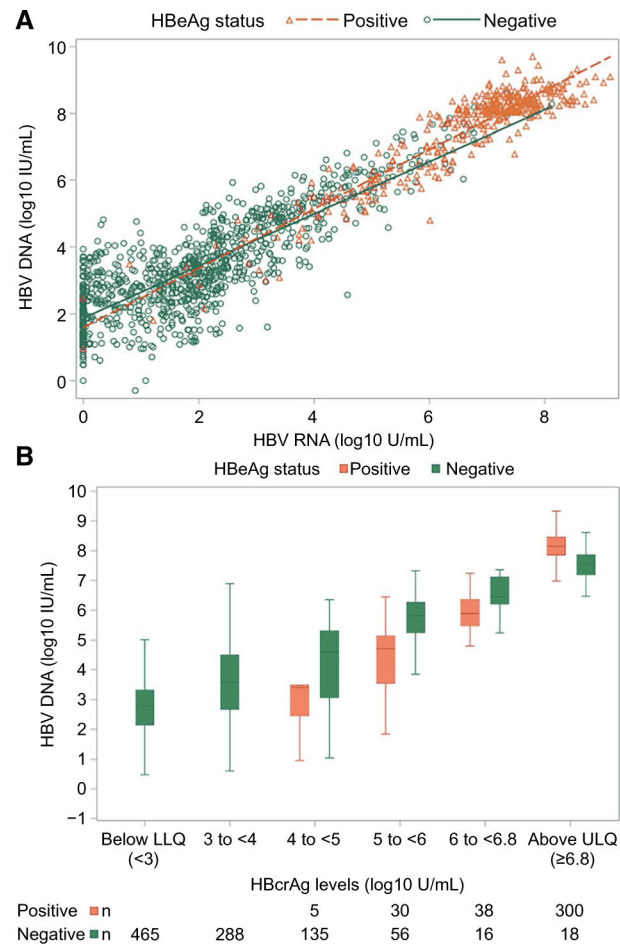 A
HBeAg status Positive Negative
10
8
6
4
2
0
HBV DNA (log10 IU/mL)
0 2 4 6 8
HBV RNA (log10 U/mL)
B
HBeAg status Positive Negative
10
9
8
7
6
5
4
3
2
1
0
−1
HBV DNA (log10 IU/mL)
Below LLQ 3 to <4 4 to <5 5 to <6 6 to <6.8 Above ULQ
(<3) (≥6.8)
HBcrAg levels (log10 U/mL)
Positive n 5 30 38 300
Negative n 465 288 135 56 16 18